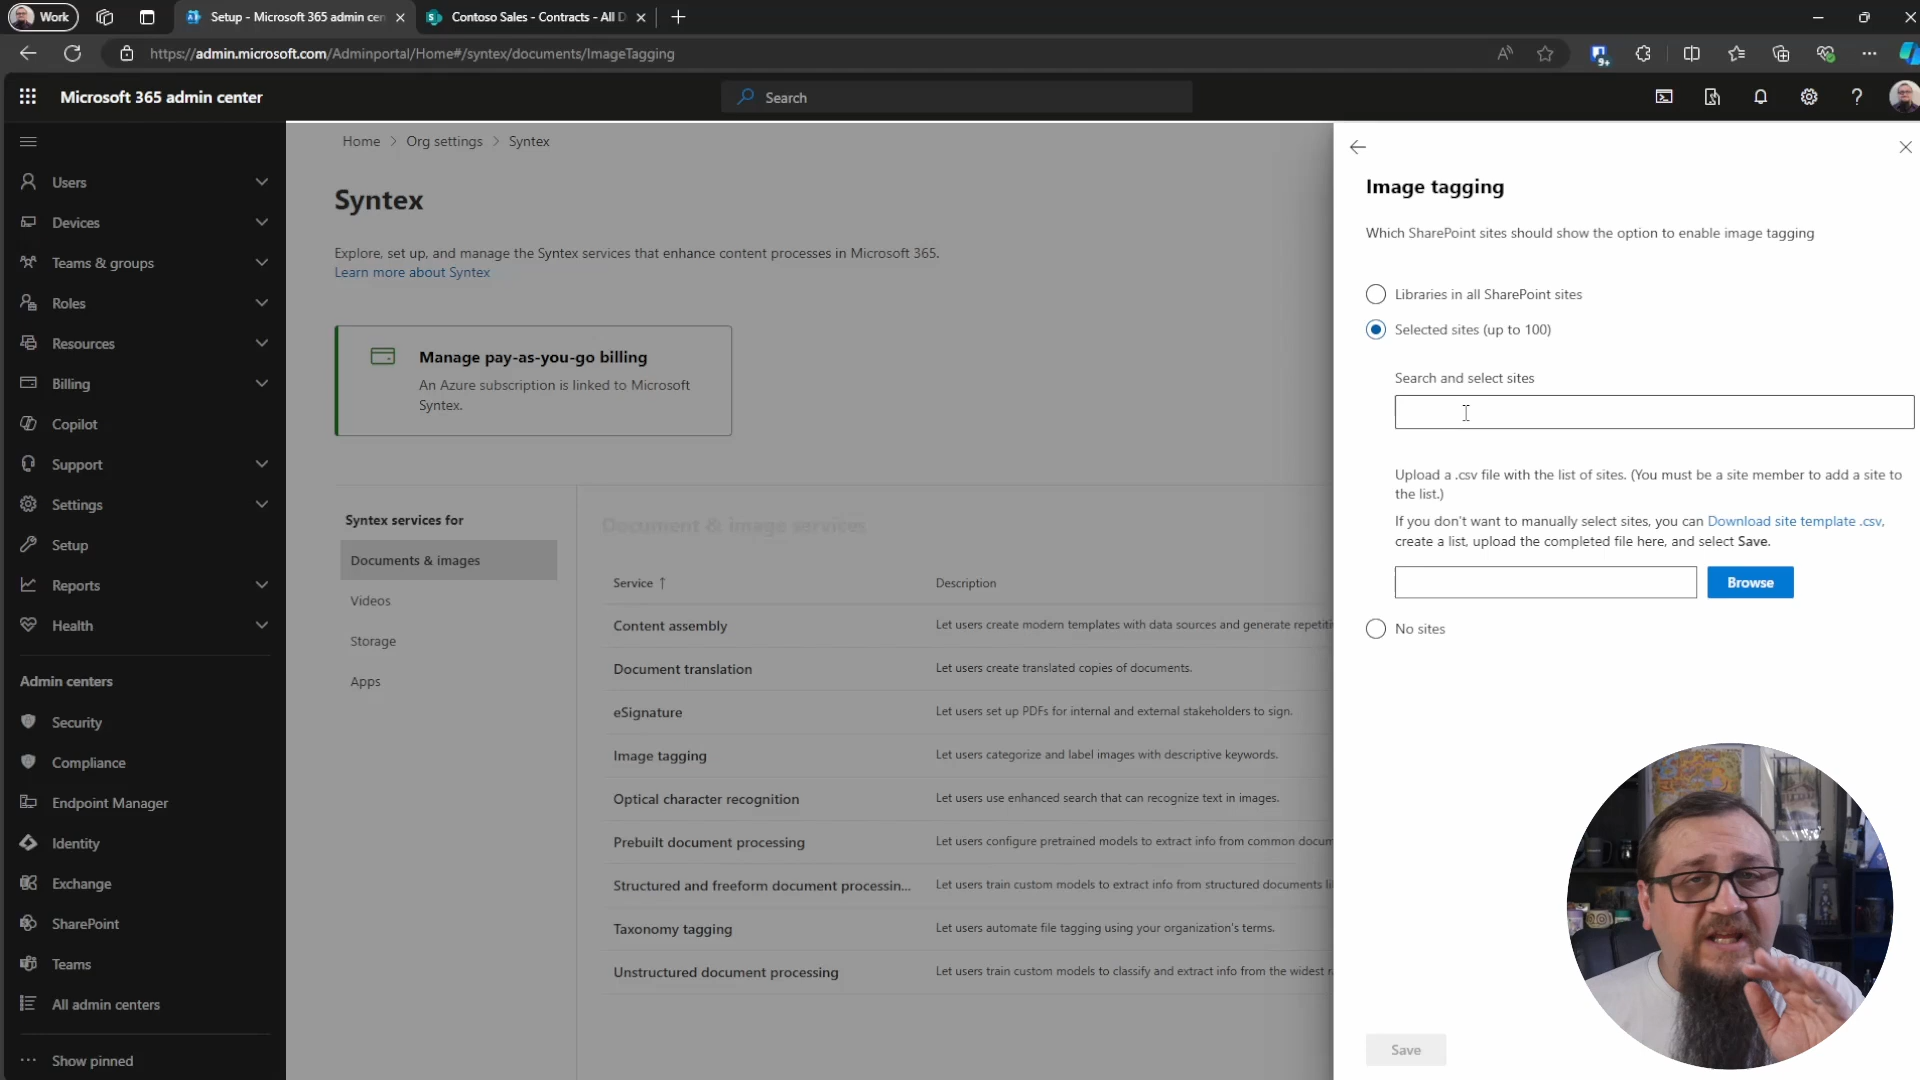 Work
Setup - Microsoft 365 admin cen
Contoso Sales - Contracts - All D
https://admin.microsoft.com/Adminportal/Home#/syntex/documents/ImageTagging
9+
Microsoft 365 admin center
Search
Users
Devices
Teams & groups
Roles
Resources
Billing
Copilot
Support
Settings
Setup
Reports
Health
Admin centers
Security
Compliance
Endpoint Manager
Identity
Exchange
SharePoint
Teams
All admin centers
Show pinned
Home > Org settings > Syntex
Syntex
Explore, set up, and manage the Syntex services that enhance content processes in Microsoft 365.
Learn more about Syntex
Manage pay-as-you-go billing
An Azure subscription is linked to Microsoft
Syntex.
Syntex services for
Documents & images
Videos
Storage
Apps
Document & image services
Service ↑ Description
Content assembly Let users create modern templates with data sources and generate repetiti
Document translation Let users create translated copies of documents.
eSignature Let users set up PDFs for internal and external stakeholders to sign.
Image tagging Let users categorize and label images with descriptive keywords.
Optical character recognition Let users use enhanced search that can recognize text in images.
Prebuilt document processing Let users configure pretrained models to extract info from common docum
Structured and freeform document processin... Let users train custom models to extract info from structured documents li
Taxonomy tagging Let users automate file tagging using your organization's terms.
Unstructured document processing Let users train custom models to classify and extract info from the widest r
Image tagging
Which SharePoint sites should show the option to enable image tagging
Libraries in all SharePoint sites
Selected sites (up to 100)
Search and select sites
Upload a .csv file with the list of sites. (You must be a site member to add a site to
the list.)
If you don't want to manually select sites, you can Download site template .csv,
create a list, upload the completed file here, and select Save.
Browse
No sites
Save